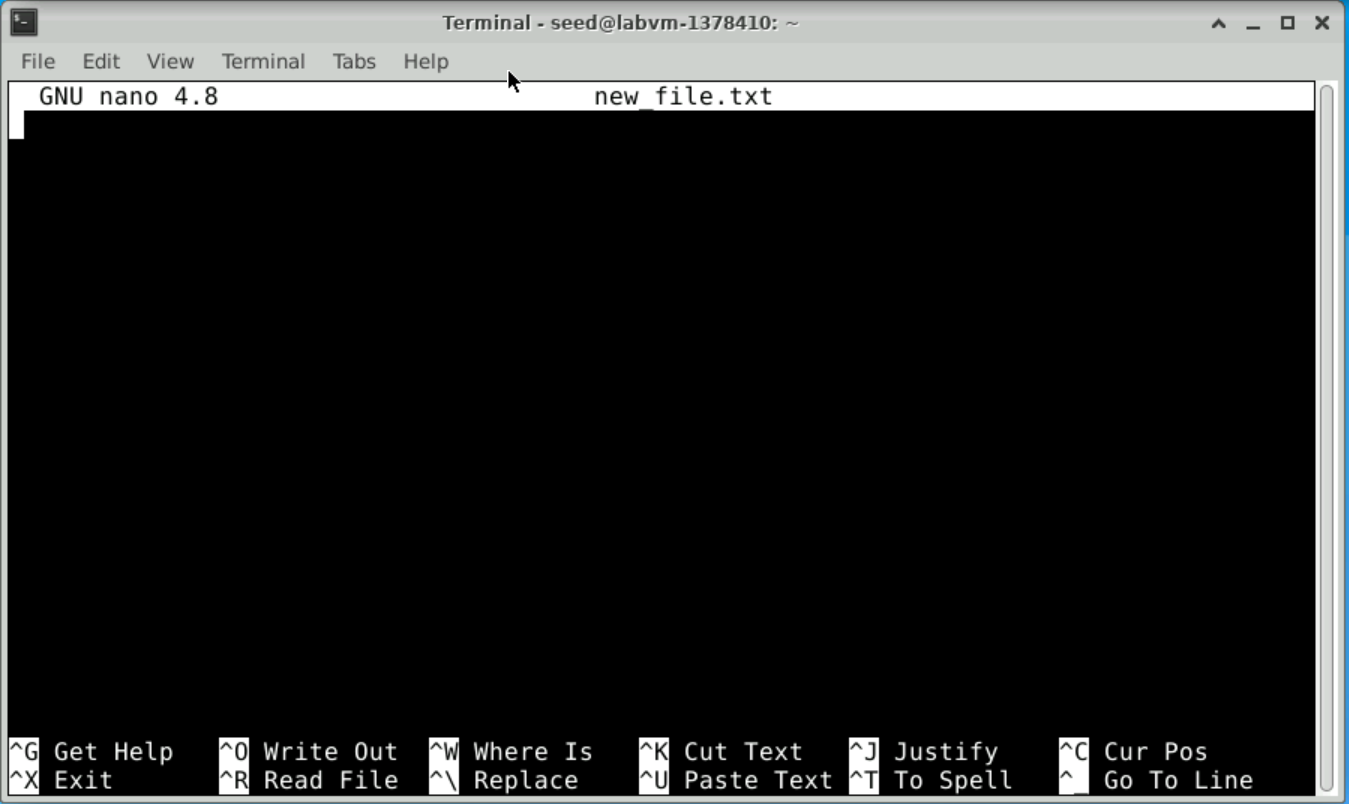 Terminal - seed@labvm-1378410: ~
File Edit View Terminal Tabs Help
GNU nano 4.8 new_file.txt
^G Get Help ^O Write Out ^W Where Is ^K Cut Text ^J Justify ^C Cur Pos
^X Exit ^R Read File ^\ Replace ^U Paste Text ^T To Spell ^_ Go To Line